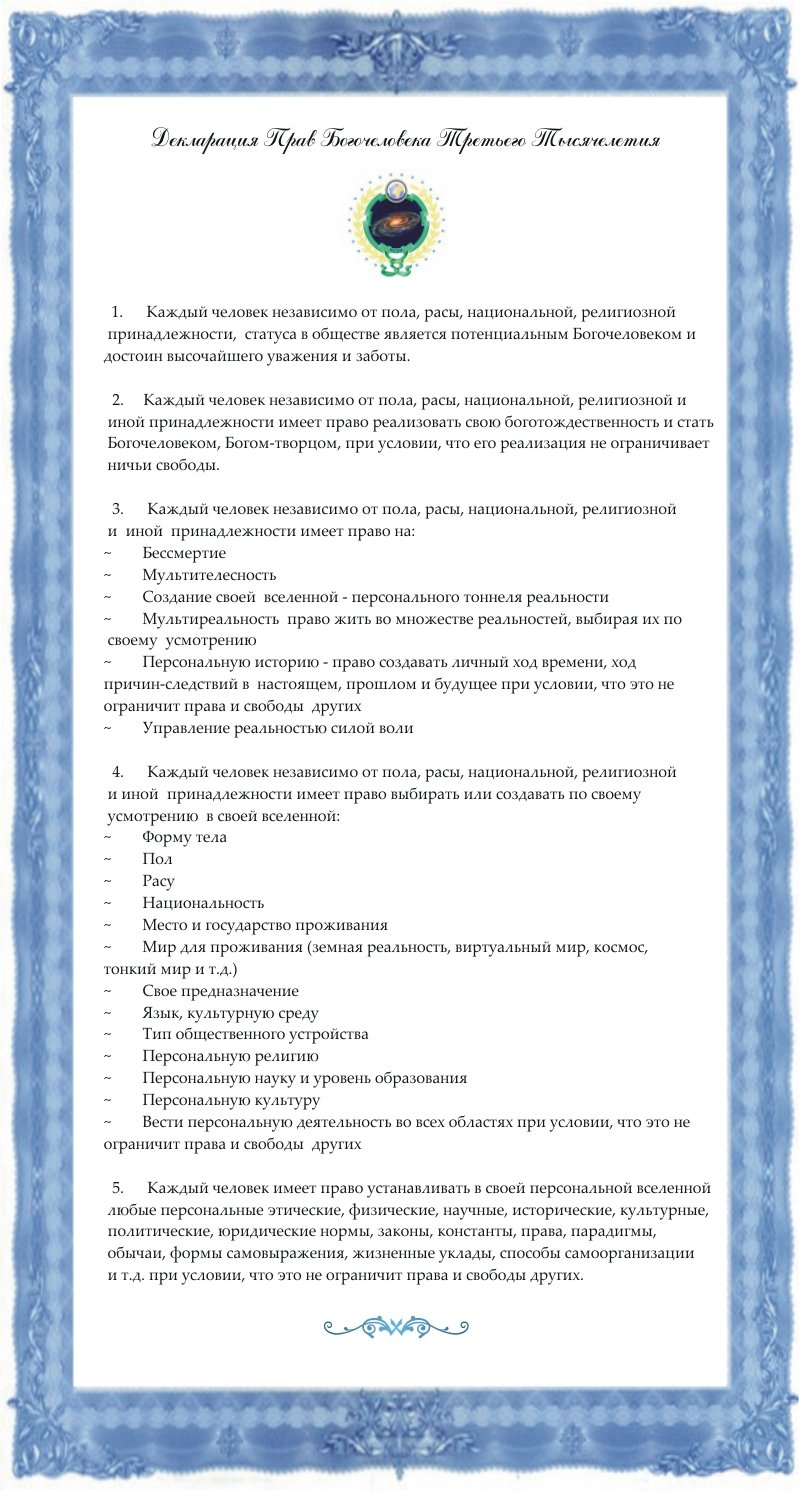 Декларация Прав Богочеловека Третьего Тысячелетия
1. Каждый человек независимо от пола, расы, национальной, религиозной
принадлежности, статуса в обществе является потенциальным Богочеловеком и
достоин высочайшего уважения и заботы.
2. Каждый человек независимо от пола, расы, национальной, религиозной и
иной принадлежности имеет право реализовать свою боготождественность и стать
Богочеловеком, Богом-творцом, при условии, что его реализация не ограничивает
ничьи свободы.
3. Каждый человек независимо от пола, расы, национальной, религиозной
и иной принадлежности имеет право на:
~ Бессмертие
~ Мультителесность
~ Создание своей вселенной - персонального тоннеля реальности
~ Мультиреальность право жить во множестве реальностей, выбирая их по
своему усмотрению
~ Персональную историю - право создавать личный ход времени, ход
причин-следствий в настоящем, прошлом и будущее при условии, что это не
ограничит права и свободы других
~ Управление реальностью силой воли
4. Каждый человек независимо от пола, расы, национальной, религиозной
и иной принадлежности имеет право выбирать или создавать по своему
усмотрению в своей вселенной:
~ Форму тела
~ Пол
~ Расу
~ Национальность
~ Место и государство проживания
~ Мир для проживания (земная реальность, виртуальный мир, космос,
тонкий мир и т.д.)
~ Свое предназначение
~ Язык, культурную среду
~ Тип общественного устройства
~ Персональную религию
~ Персональную науку и уровень образования
~ Персональную культуру
~ Вести персональную деятельность во всех областях при условии, что это не
ограничит права и свободы других
5. Каждый человек имеет право устанавливать в своей персональной вселенной
любые персональные этические, физические, научные, исторические, культурные,
политические, юридические нормы, законы, константы, права, парадигмы,
обычаи, формы самовыражения, жизненные уклады, способы самоорганизации
и т.д. при условии, что это не ограничит права и свободы других.